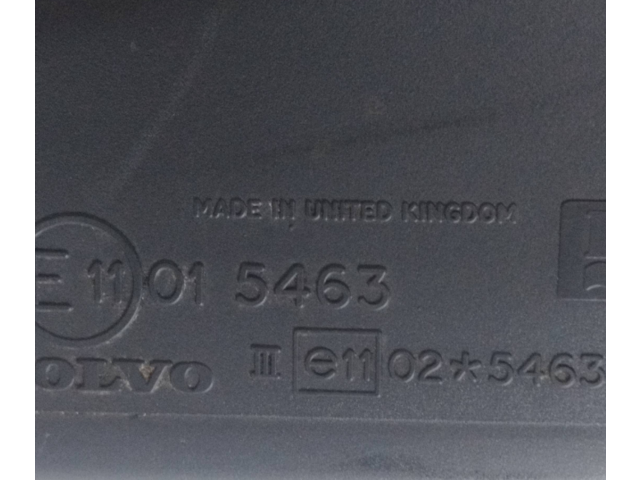 MADE IN UNITED KINGDOM
E 11 01 5463
VOLVO III e11 02*5463